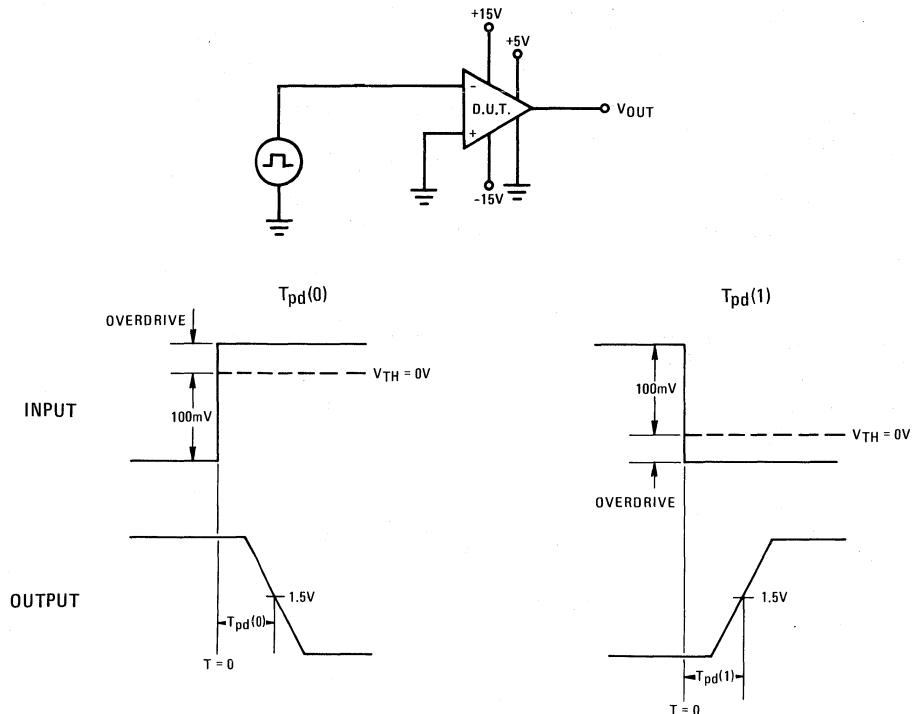 +15V
+5V
-
D.U.T.
VOUT
+
-15V
Tpd(0)
Tpd(1)
OVERDRIVE
VTH = 0V
100mV
INPUT
100mV
VTH = 0V
OVERDRIVE
OUTPUT
1.5V
Tpd(0)
T = 0
1.5V
Tpd(1)
T = 0